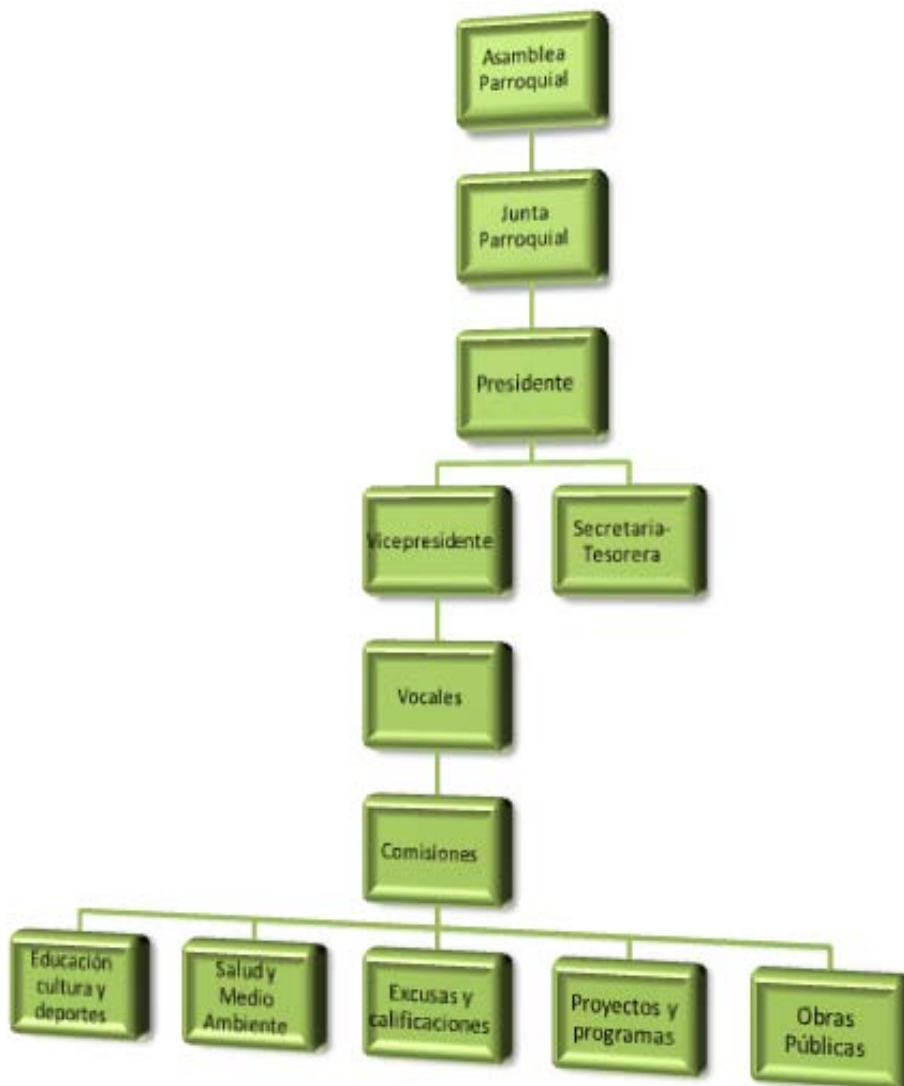 Asamblea
Parroquial
Junta
Parroquial
Presidente
Vicepresidente
Secretaria-
Tesorera
Vocales
Comisiones
Educación
cultura y
deportes
Salud y
Medio
Ambiente
Excusas y
calificaciones
Proyectos y
programas
Obras
Públicas